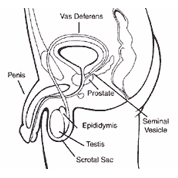 Vas Deferens
Penis
Prostate
Seminal
Vesicle
Epididymis
Testis
Scrotal Sac